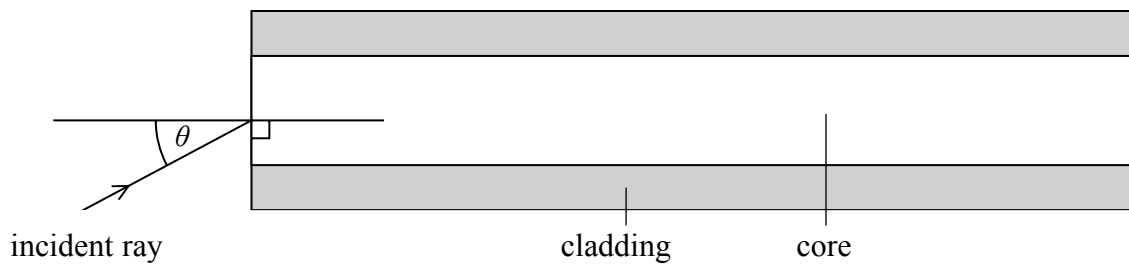 θ
incident ray
cladding
core